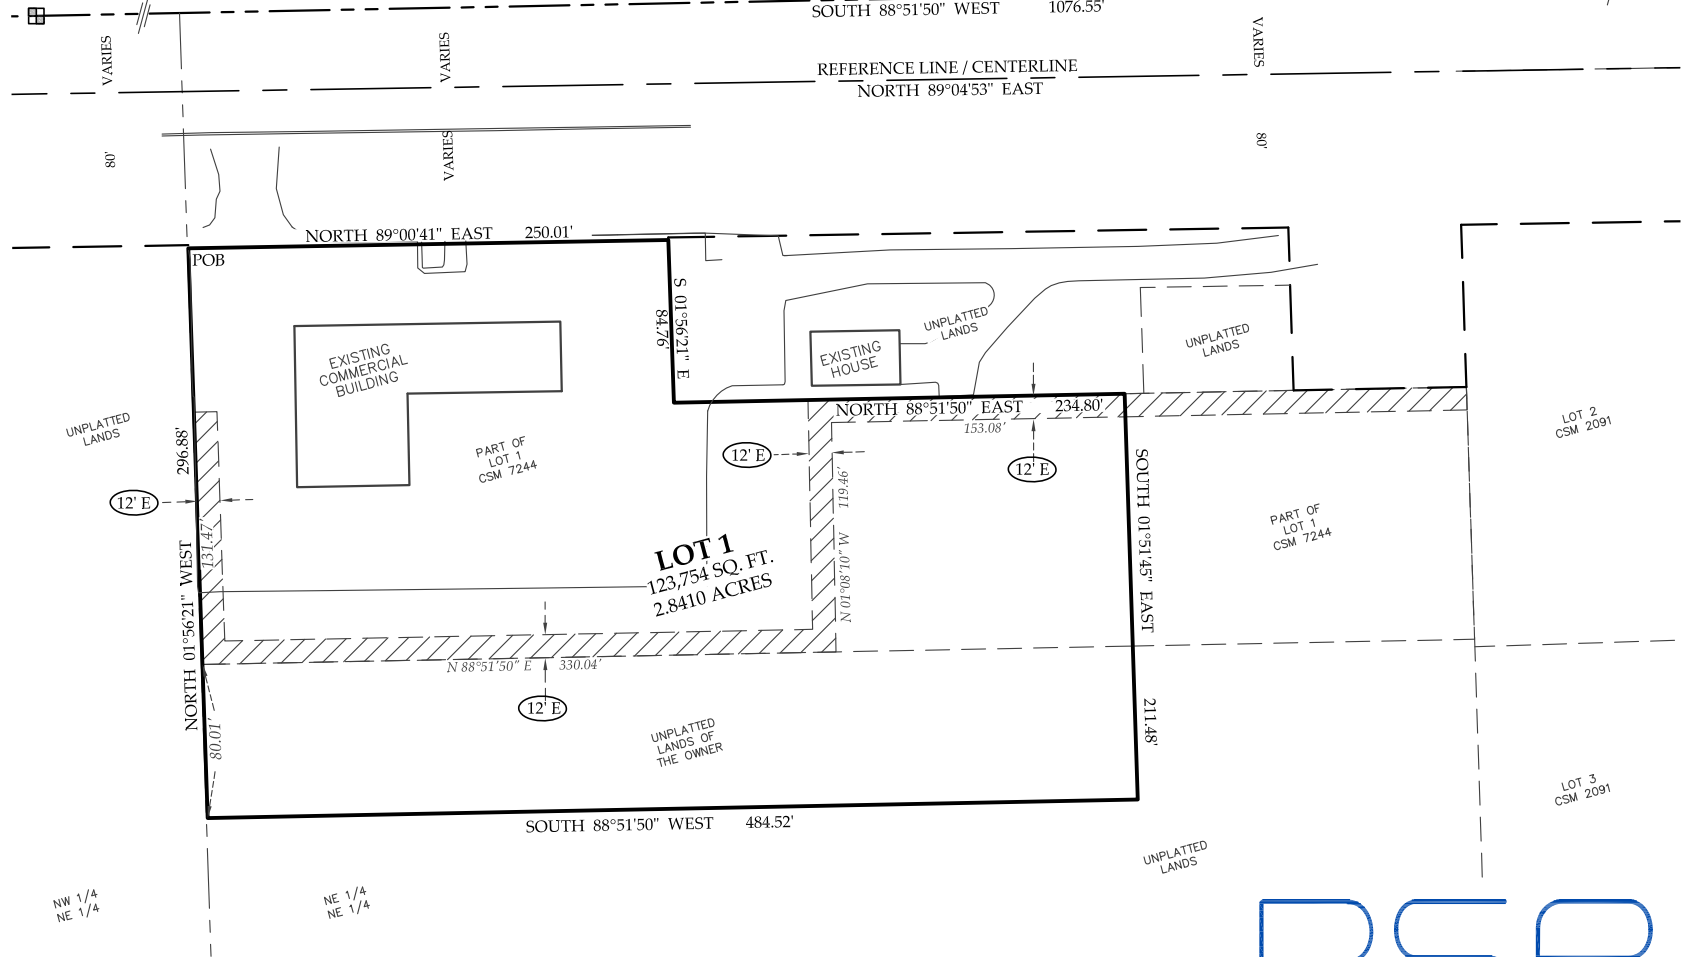 SOUTH 88°51'50" WEST 1076.55'
VARIES
VARIES
VARIES
REFERENCE LINE / CENTERLINE
NORTH 89°04'53" EAST
80'
VARIES
80'
NORTH 89°00'41" EAST 250.01'
POB
S 01°56'21" E
84.76'
EXISTING
COMMERCIAL
BUILDING
EXISTING
HOUSE
UNPLATTED
LANDS
UNPLATTED
LANDS
NORTH 88°51'50" EAST 234.80'
153.08'
UNPLATTED
LANDS
296.88'
PART OF
LOT 1
CSM 7244
12' E
12' E
12' E
12' E
LOT 2
CSM 2091
119.46'
N 01°08'10" W
SOUTH 01°51'45" EAST
PART OF
LOT 1
CSM 7244
131.47'
NORTH 01°56'21" WEST
LOT 1
123,754 SQ. FT.
2.8410 ACRES
N 88°51'50" E 330.04'
12' E
80.01'
UNPLATTED
LANDS OF
THE OWNER
211.48'
LOT 3
CSM 2091
SOUTH 88°51'50" WEST 484.52'
UNPLATTED
LANDS
NW 1/4
NE 1/4
NE 1/4
NE 1/4